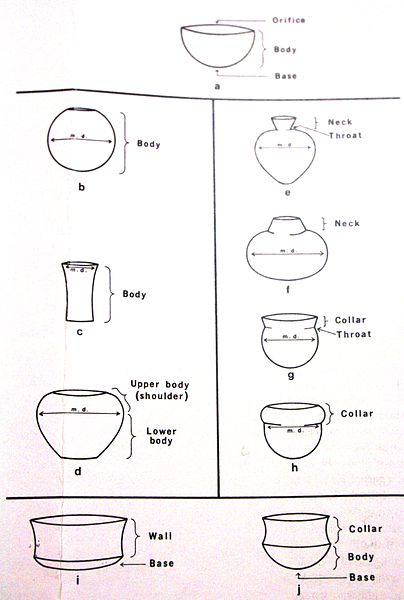 Orifice
Body
Base
a
m. d.
Body
b
Neck
Throat
m. d.
e
Neck
m. d.
f
m. d.
Body
c
Collar
Throat
m. d.
g
Upper body
(shoulder)
m. d.
Lower
body
d
Collar
m. d.
h
Wall
Base
i
Collar
Body
Base
j